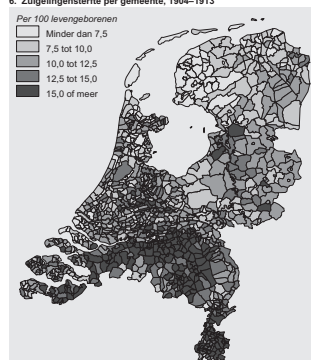 6. Zuigelingensterfte per gemeente, 1904–1913
Per 100 levengeborenen
Minder dan 7,5
7,5 tot 10,0
10,0 tot 12,5
12,5 tot 15,0
15,0 of meer